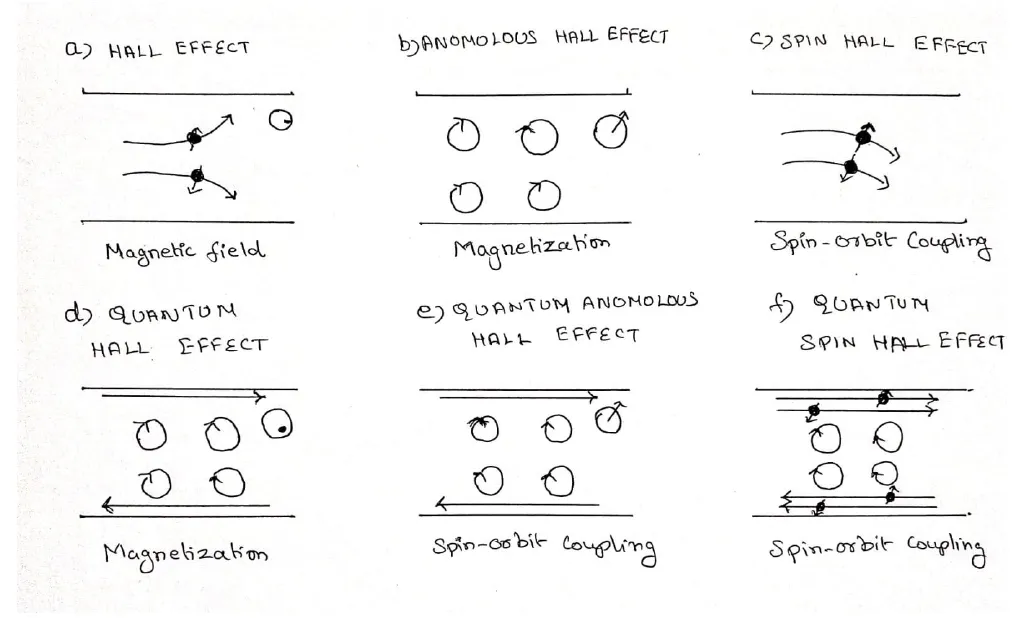 a) HALL EFFECT
b) ANOMOLOUS HALL EFFECT
c) SPIN HALL EFFECT
Magnetic field
Magnetization
Spin-orbit Coupling
d) QUANTUM
HALL EFFECT
e) QUANTUM ANOMOLOUS
HALL EFFECT
f) QUANTUM
SPIN HALL EFFECT
Magnetization
Spin-orbit Coupling
Spin-orbit Coupling